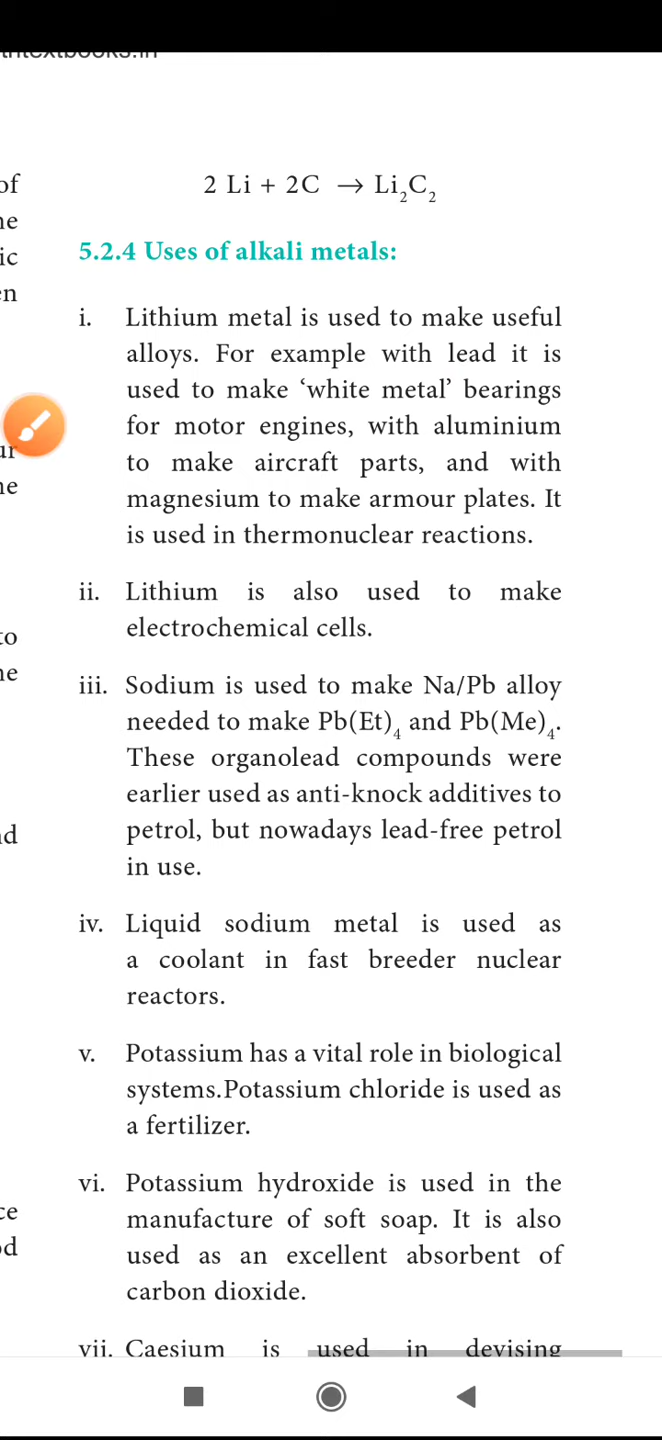 2 Li + 2C → Li₂C₂
5.2.4 Uses of alkali metals:
i. Lithium metal is used to make useful
alloys. For example with lead it is
used to make ‘white metal’ bearings
for motor engines, with aluminium
to make aircraft parts, and with
magnesium to make armour plates. It
is used in thermonuclear reactions.
ii. Lithium is also used to make
electrochemical cells.
iii. Sodium is used to make Na/Pb alloy
needed to make Pb(Et)₄ and Pb(Me)₄.
These organolead compounds were
earlier used as anti-knock additives to
petrol, but nowadays lead-free petrol
in use.
iv. Liquid sodium metal is used as
a coolant in fast breeder nuclear
reactors.
v. Potassium has a vital role in biological
systems.Potassium chloride is used as
a fertilizer.
vi. Potassium hydroxide is used in the
manufacture of soft soap. It is also
used as an excellent absorbent of
carbon dioxide.
vii. Caesium is used in devising